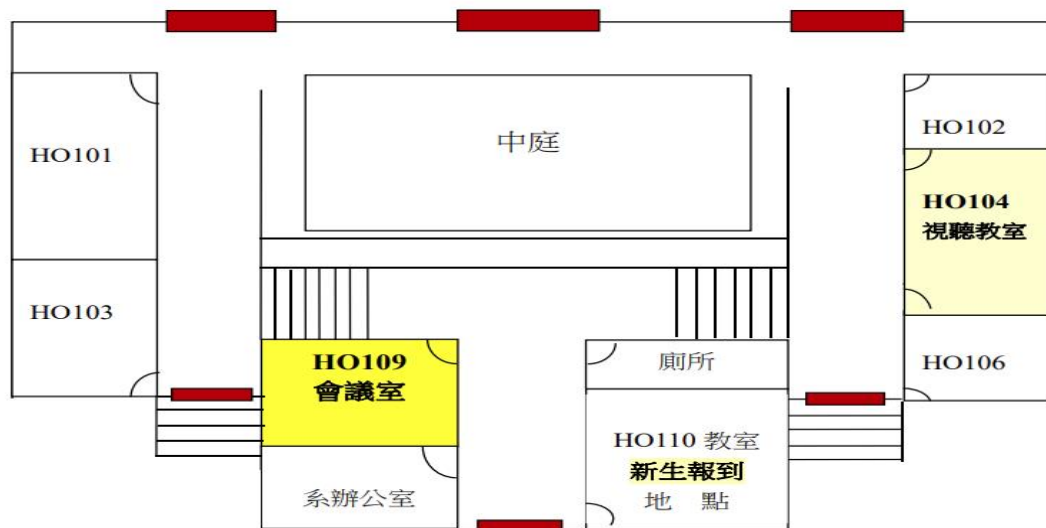 中庭
HO101
HO102
HO104
視聽教室
HO103
HO106
HO109
會議室
廁所
HO110 教室
新生報到
地 點
系辦公室